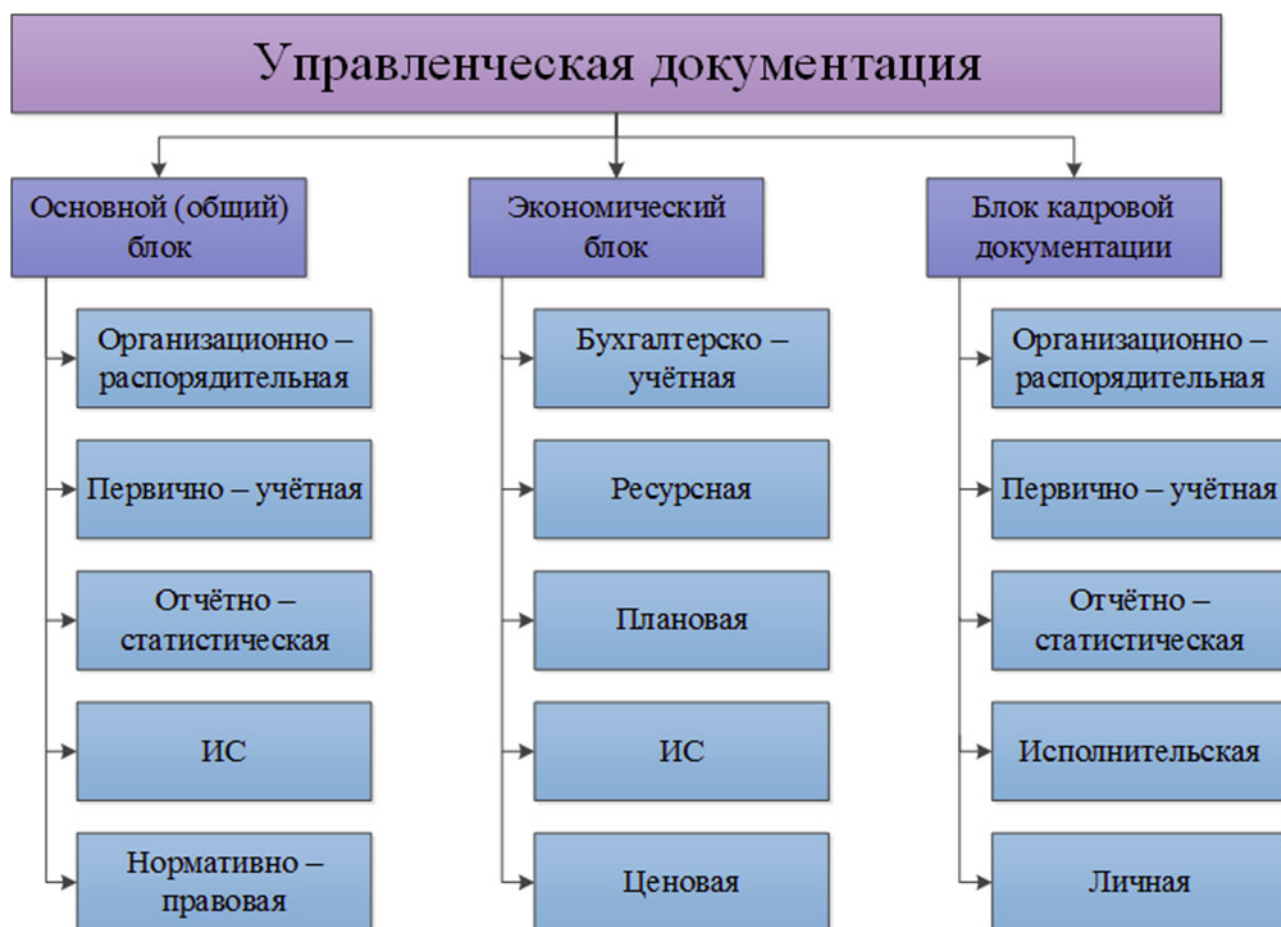 Управленческая документация
Основной (общий)
блок
Организационно –
распорядительная
Первично – учётная
Отчётно –
статистическая
ИС
Нормативно –
правовая
Экономический
блок
Бухгалтерско –
учётная
Ресурсная
Плановая
ИС
Ценовая
Блок кадровой
документации
Организационно –
распорядительная
Первично – учётная
Отчётно –
статистическая
Исполнительская
Личная